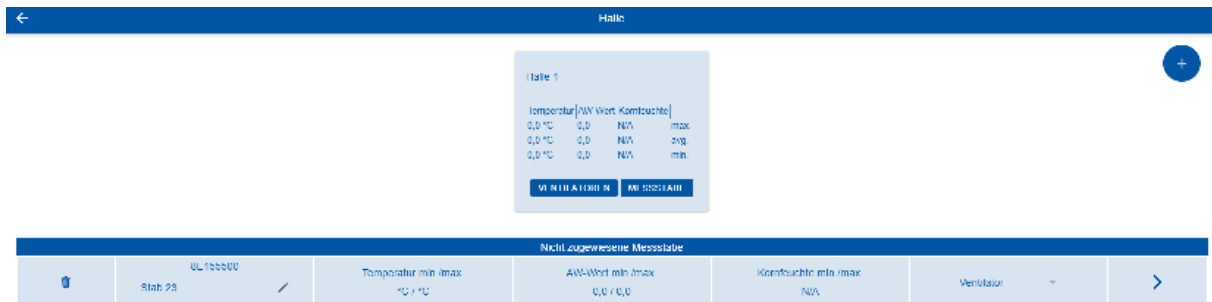 Halle
Halle 1
Temperatur AW-Wert Kornfeuchte
0,0 °C 0,0 N/A max.
0,0 °C 0,0 N/A avg.
0,0 °C 0,0 N/A min.
VENTILATOREN MESSSTÄBE
Nicht zugewiesene Messstäbe
Stab 23
Temperatur min /max
°C / °C
AW-Wert min /max
0,0 / 0,0
Kornfeuchte min /max
N/A
Ventilator